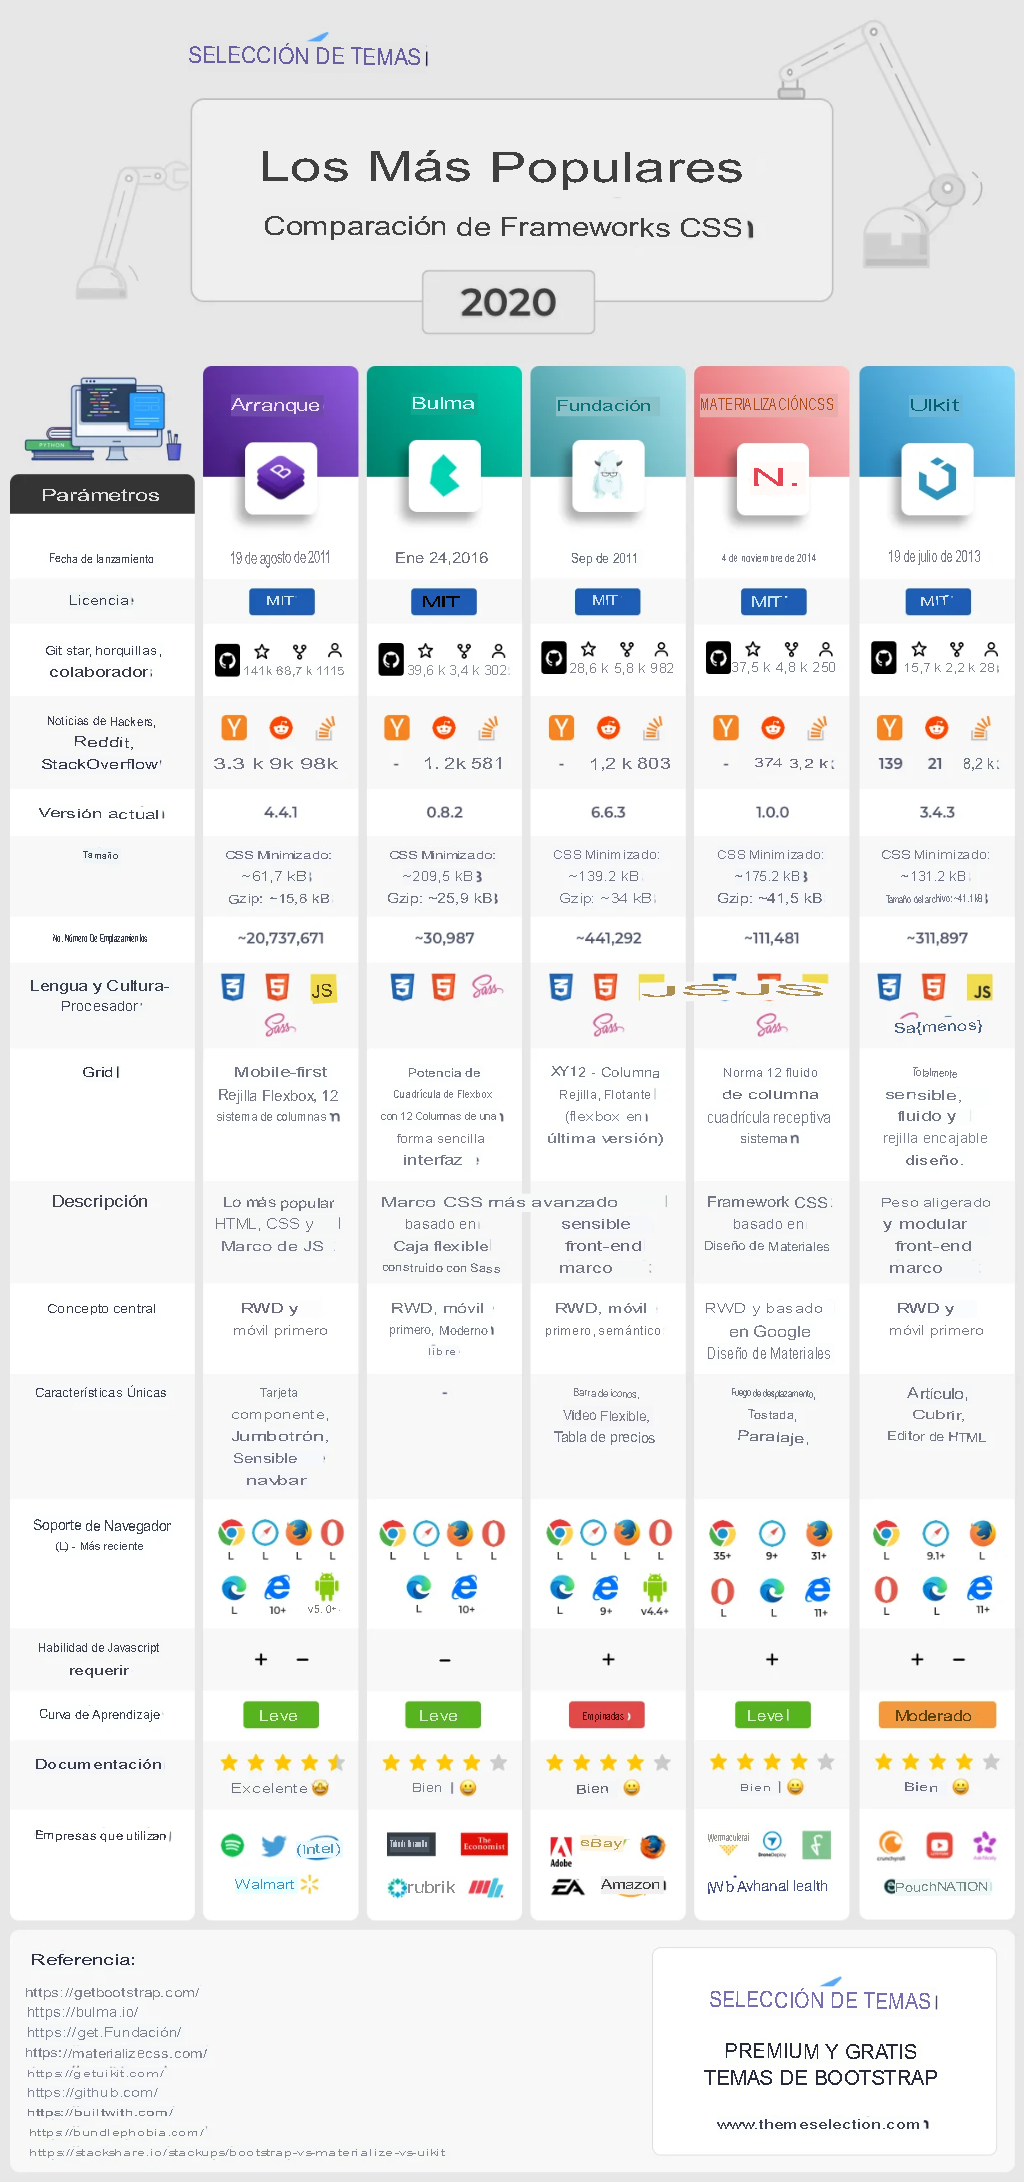 SELECCIÓN DE TEMAS
Los Más Populares
Comparación de Frameworks CSS
2020
Arranque
Bulma
Fundación
MATERIALIZACIÓNCSS
UIkit
PYTHON
B
N.
Parámetros
Fecha de lanzamiento
19 de agosto de 2011
Ene 24,2016
Sep de 2011
4 de noviembre de 2014
19 de julio de 2013
Licencia
MIT
MIT
MIT
MIT
MIT
Git star, horquillas,
colaborador
141k 68,7 k 1115
39,6 k 3,4 k 302
28,6 k 5,8 k 982
37,5 k 4,8 k 250
15,7 k 2,2 k 28
Noticias de Hackers,
Reddit,
StackOverflow
Y
Y
Y
Y
Y
3.3 k 9k 98k
- 1. 2k 581
- 1,2 k 803
- 374 3,2 k
139 21 8,2 k
Versión actual
4.4.1
0.8.2
6.6.3
1.0.0
3.4.3
Tamaño
CSS Minimizado:
~61,7 kB
Gzip: ~15,6 kB
CSS Minimizado:
~209,5 kB
Gzip: ~25,9 kB
CSS Minimizado:
~139.2 kB
Gzip: ~34 kB
CSS Minimizado:
~175.2 kB
Gzip: ~41,5 kB
CSS Minimizado:
~131.2 kB
Tamaño del archivo: ~41.1 kB
No. Número De Emplazamientos
~20,737,671
~30,987
~441,292
~111,481
~311,897
Lengua y Cultura-
Procesador
JS
Sass
Sass
Sass
JSJS
Sass
JS
Sa{menos}
Grid
Mobile-first
Rejilla Flexbox, 12
sistema de columnas
Potencia de
Cuadrícula de Flexbox
con 12 Columnas de una
forma sencilla
interfaz
XY12 - Columna
Rejilla, Flotante
(flexbox en
última versión)
Norma 12 fluido
de columna
cuadrícula receptiva
sistema
Totalmente
sensible,
fluido y
rejilla encajable
diseño.
Descripción
Lo más popular
HTML, CSS y
Marco de JS
Marco CSS más avanzado
basado en
Caja flexible
construido con Sass
sensible
front-end
marco
Framework CSS
basado en
Diseño de Materiales
Peso aligerado
y modular
front-end
marco
Concepto central
RWD y
móvil primero
RWD, móvil
primero, Moderno
libre
RWD, móvil
primero, semántico
RWD y basado
en Google
Diseño de Materiales
RWD y
móvil primero
Características Únicas
Tarjeta
componente,
Jumbotrón,
Sensible
navbar
-
Barra de iconos,
Video Flexible,
Tabla de precios
Fuego de desplazamento,
Tostada,
Paralaje,
Artículo,
Cubrir,
Editor de HTML
Soporte de Navegador
(L) - Más reciente
L L L L
L 10+ v5. 0+
L L L L
L 10+
L L L L
L 9+ v4.4+
35+ 9+ 31+
L L 11+
L 9.1+ L
L L 11+
Habilidad de Javascript
requerir
+ −
−
+
+
+ −
Curva de Aprendizaje
Leve
Leve
Empinadas
Level
Moderado
Documentación
Excelente
Bien
Bien
Bien
Bien
Empresas que utilizan
(intel)
Walmart
The
Economist
rubrik
Adobe
eBay
EA
Amazon
DroneDeploy
Avhanal lealth
crunchyroll
PouchNATION
Referencia:
https://getbootstrap.com/
https://bulma.io/
https://get.Fundación/
https://materializecss.com/
https://getuikit.com/
https://github.com/
https://builtwith.com/
https://bundlephobia.com/
https://stackshare.io/stackups/bootstrap-vs-materialize-vs-uikit
SELECCIÓN DE TEMAS
PREMIUM Y GRATIS
TEMAS DE BOOTSTRAP
www.themeselection.com